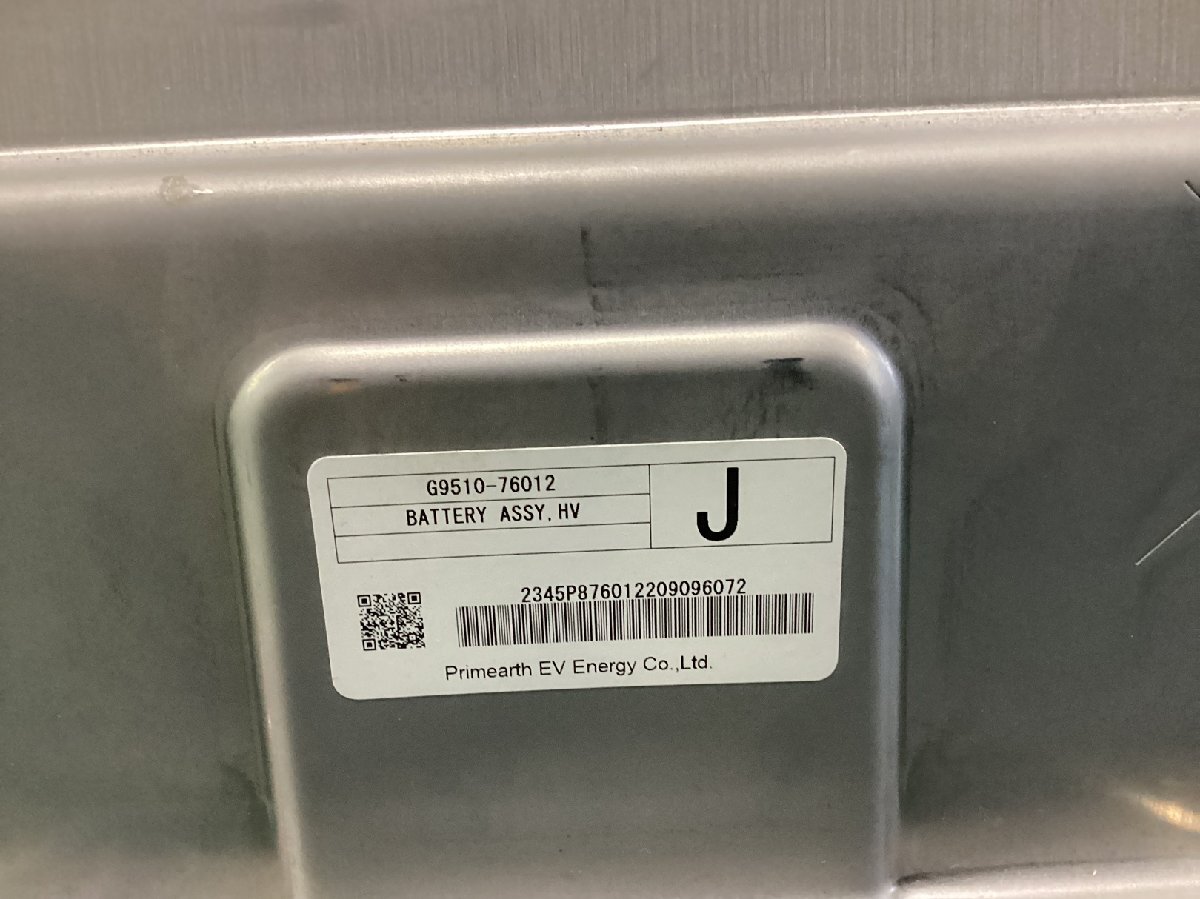 G9510-76012
BATTERY ASSY, HV
J
2345P876012209096072
Primearth EV Energy Co.,Ltd.